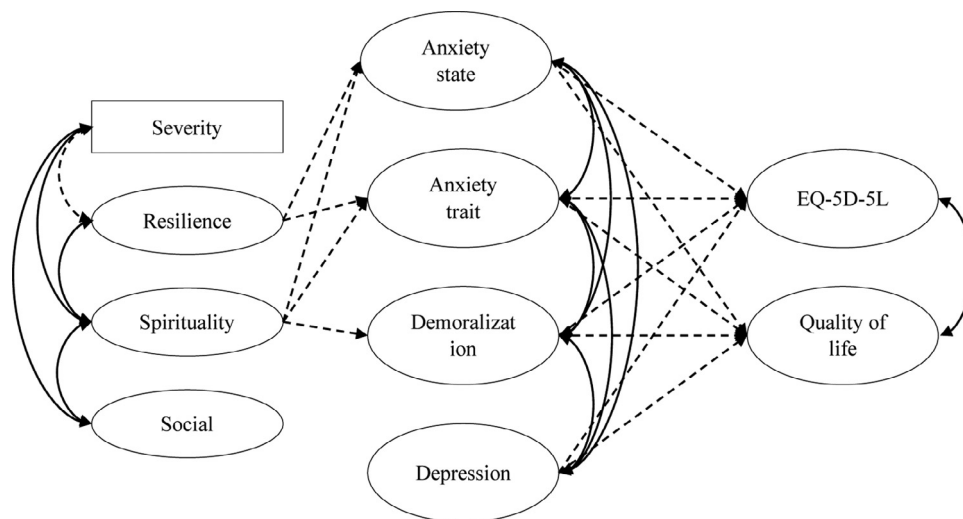 Anxiety
state
Severity
Resilience
Spirituality
Social
Anxiety
trait
Demoralizat
ion
Depression
EQ-5D-5L
Quality of
life